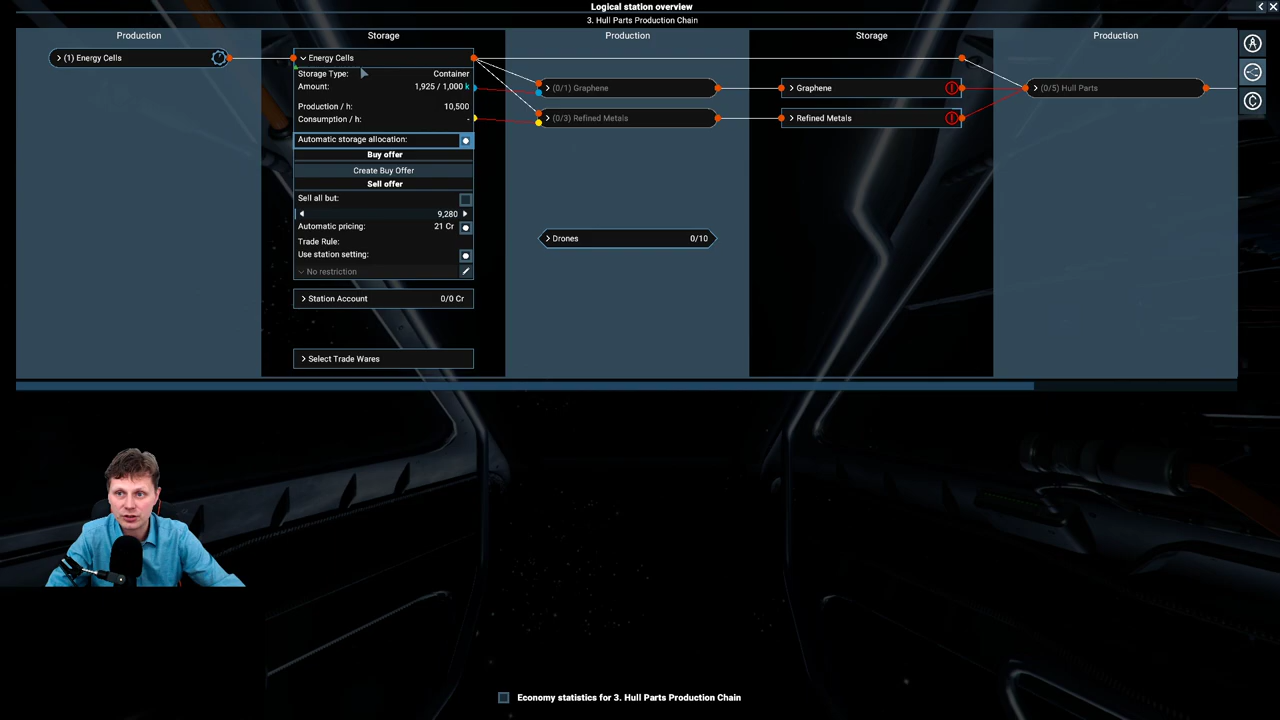 Logical station overview
3. Hull Parts Production Chain
Production
Storage
Production
Storage
Production
(1) Energy Cells
Energy Cells
Storage Type: Container
Amount: 1,925 / 1,000 k
Production / h: 10,500
Consumption / h: -
Automatic storage allocation:
Buy offer
Create Buy Offer
Sell offer
Sell all but:
9,280
Automatic pricing: 21 Cr
Trade Rule:
Use station setting:
No restriction
Station Account 0/0 Cr
Select Trade Wares
(0/1) Graphene
(0/3) Refined Metals
Drones 0/10
Graphene
Refined Metals
(0/5) Hull Parts
Economy statistics for 3. Hull Parts Production Chain